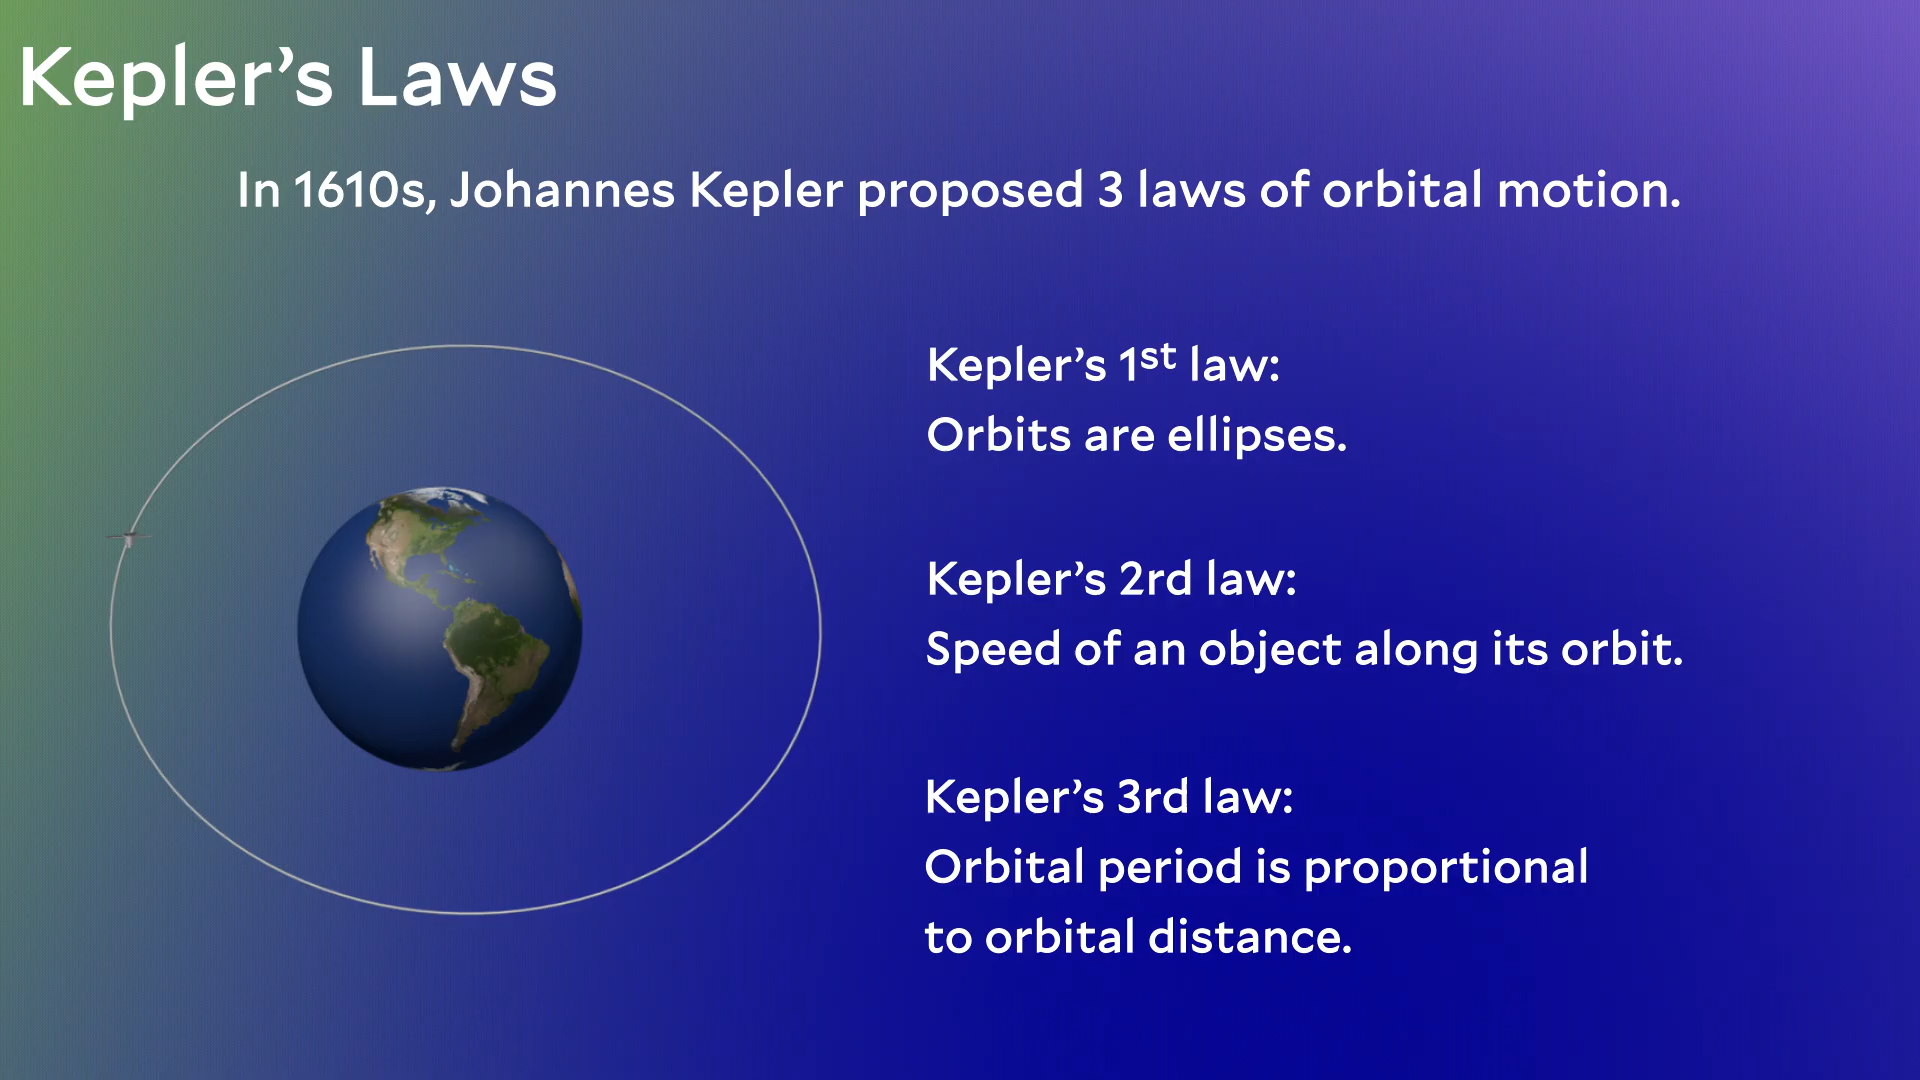 Kepler’s Laws
In 1610s, Johannes Kepler proposed 3 laws of orbital motion.
Kepler’s 1st law:
Orbits are ellipses.
Kepler’s 2rd law:
Speed of an object along its orbit.
Kepler’s 3rd law:
Orbital period is proportional
to orbital distance.